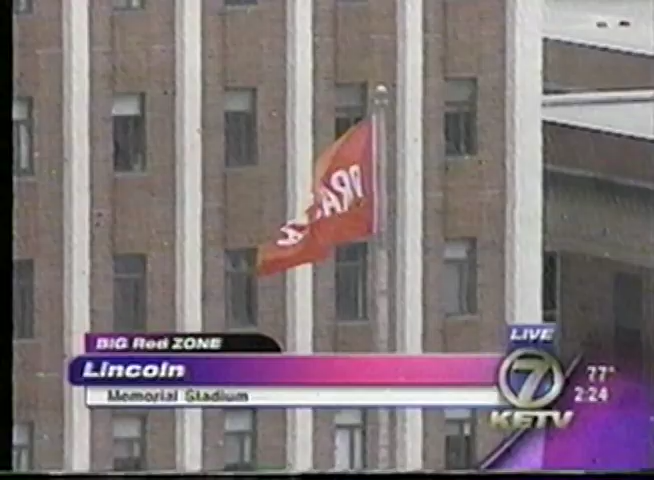 LIVE
BIG Red ZONE
Lincoln
7
77°
Memorial Stadium
2:24
KETV